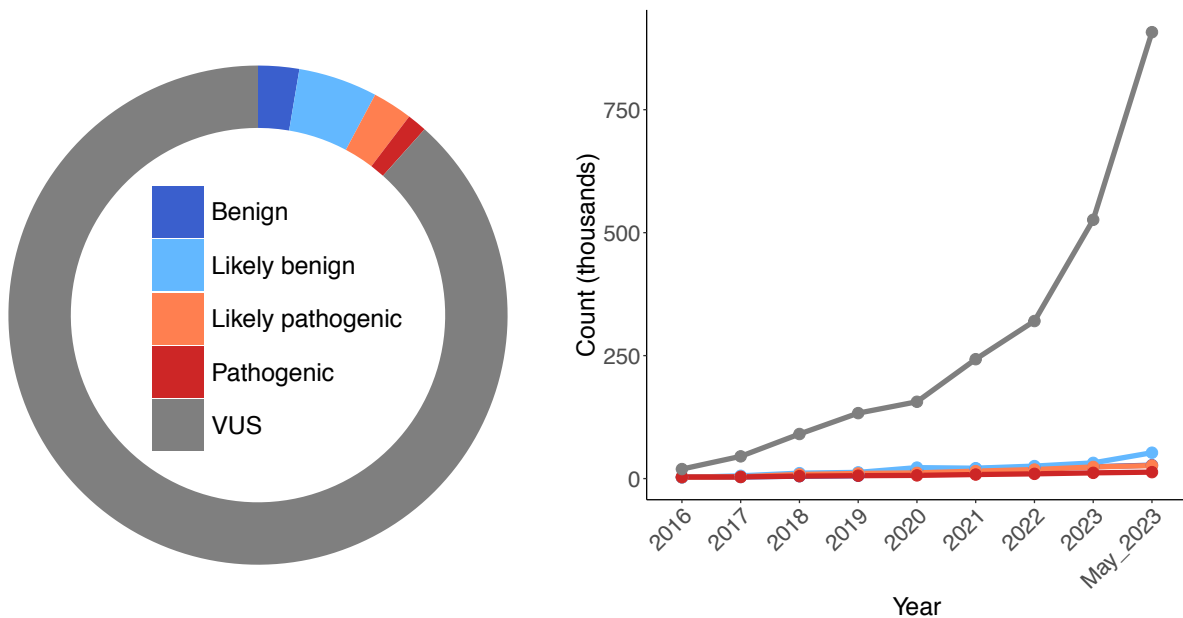 Benign
Likely benign
Likely pathogenic
Pathogenic
VUS
Count (thousands)
750
500
250
0
2016
2017
2018
2019
2020
2021
2022
2023
May_2023
Year